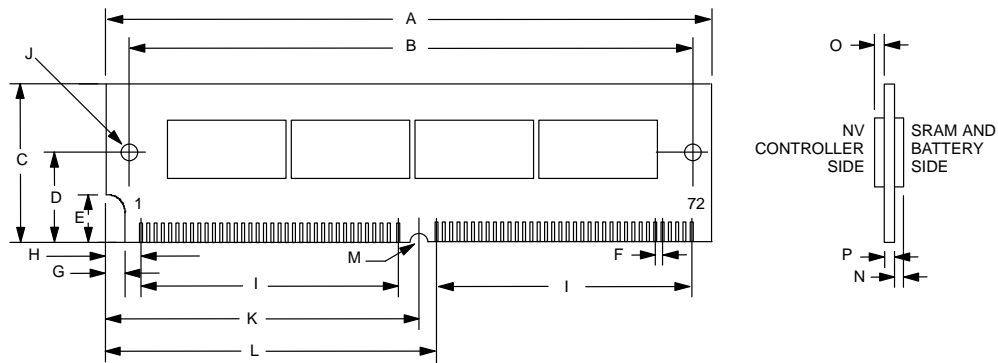 A
B
J
O
C
D
E
NV
CONTROLLER
SIDE
SRAM AND
BATTERY
SIDE
1
72
H
G
M
F
I
I
P
N
K
L